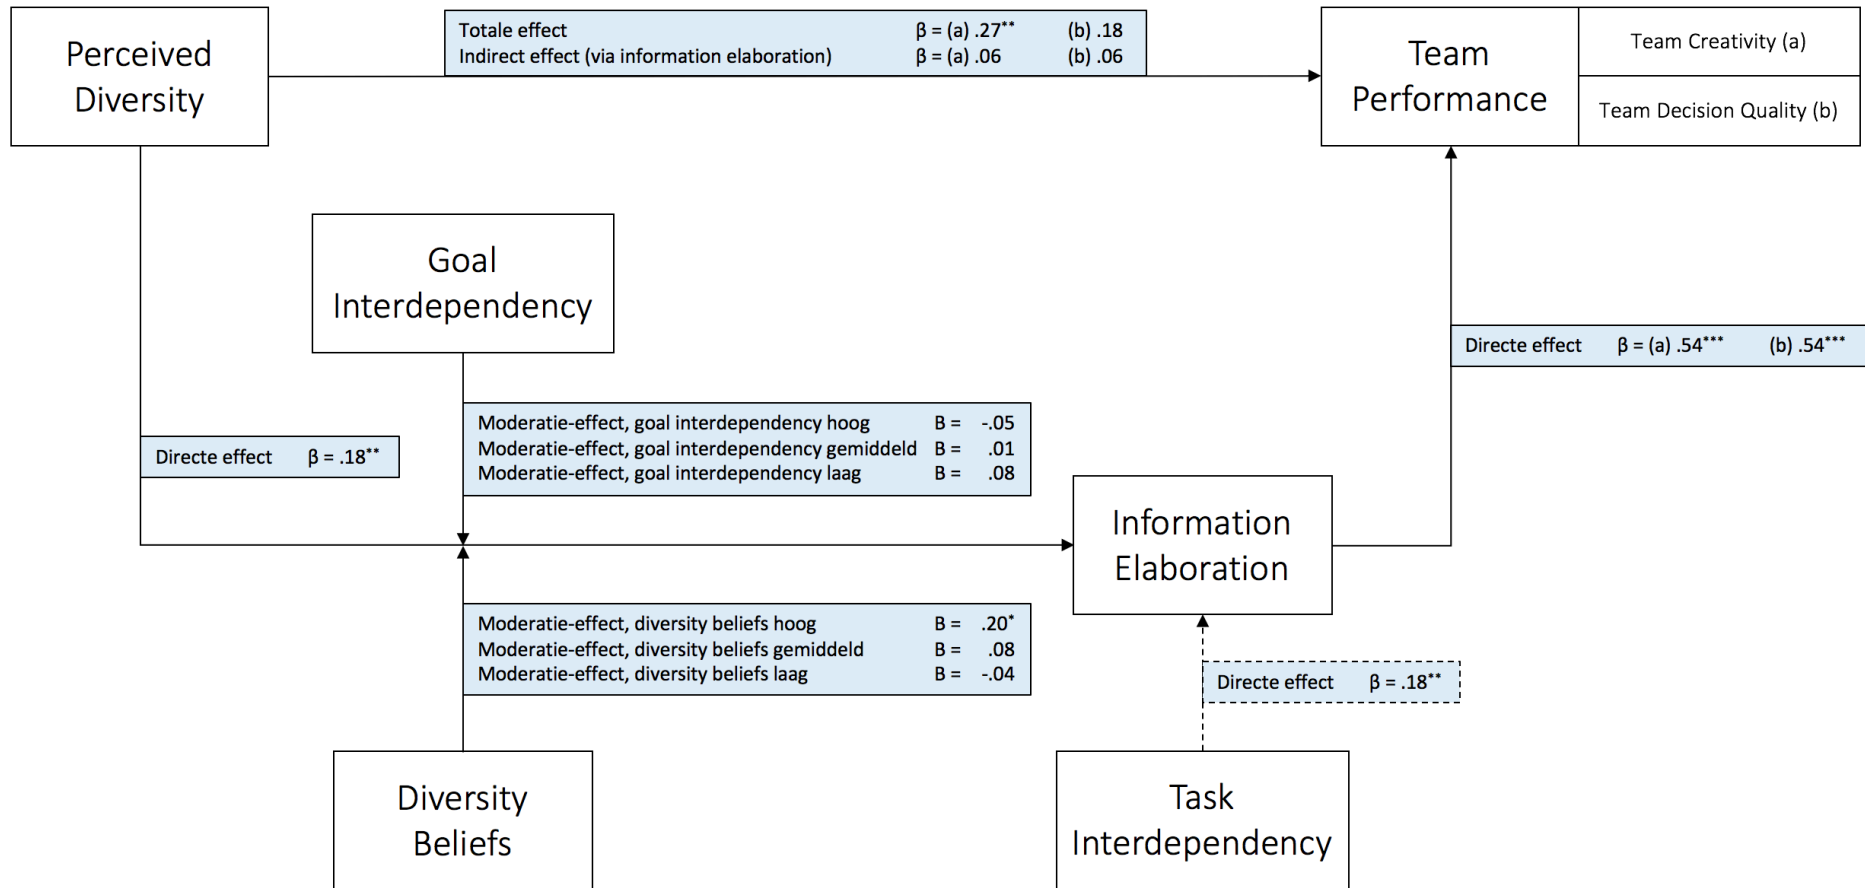 Perceived
Diversity
Totale effect β = (a) .27** (b) .18
Indirect effect (via information elaboration) β = (a) .06 (b) .06
Team
Performance
Team Creativity (a)
Team Decision Quality (b)
Goal
Interdependency
Directe effect β = (a) .54*** (b) .54***
Moderatie-effect, goal interdependency hoog B = -.05
Moderatie-effect, goal interdependency gemiddeld B = .01
Moderatie-effect, goal interdependency laag B = .08
Directe effect β = .18**
Information
Elaboration
Moderatie-effect, diversity beliefs hoog B = .20*
Moderatie-effect, diversity beliefs gemiddeld B = .08
Moderatie-effect, diversity beliefs laag B = -.04
Directe effect β = .18**
Diversity
Beliefs
Task
Interdependency